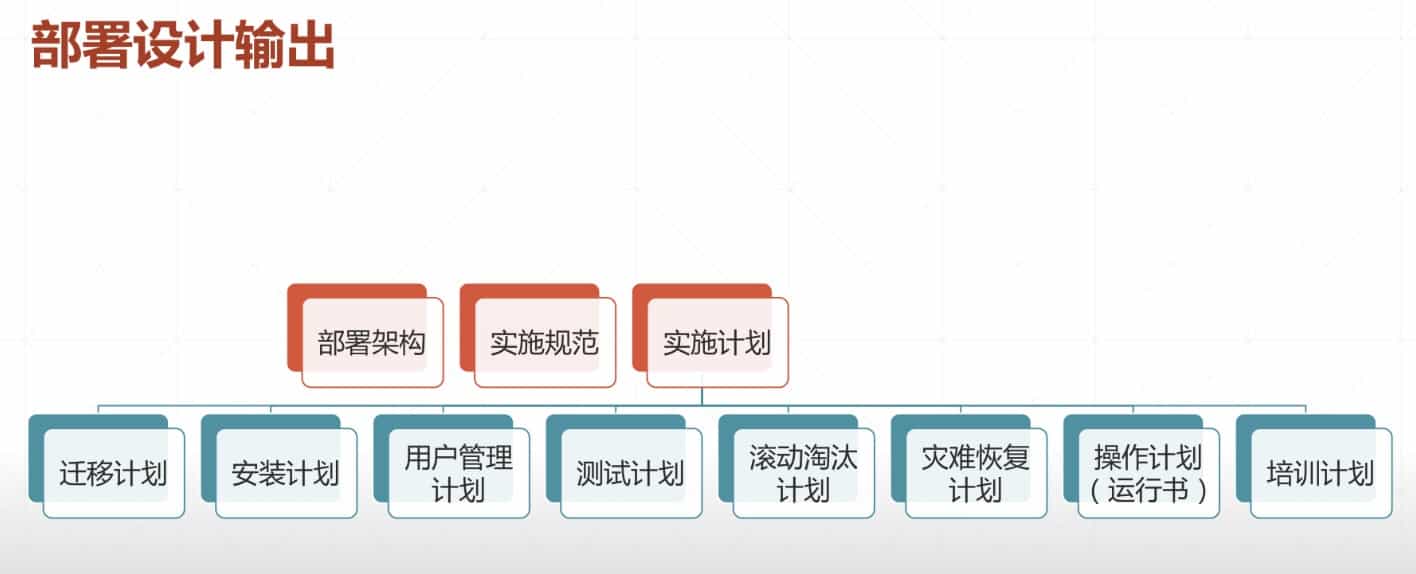 部署设计输出
部署架构
实施规范
实施计划
迁移计划
安装计划
用户管理
计划
测试计划
滚动淘汰
计划
灾难恢复
计划
操作计划
（运行书）
培训计划